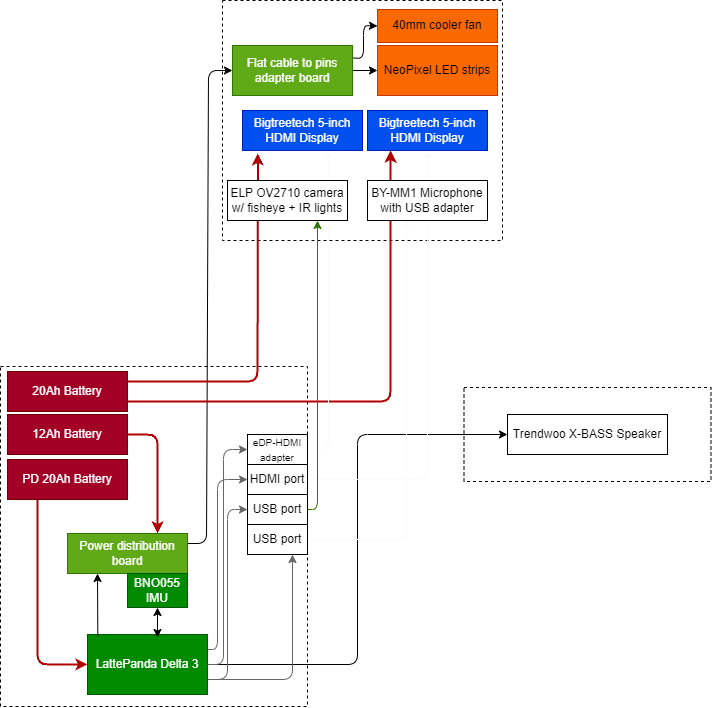 40mm cooler fan
Flat cable to pins
adapter board
NeoPixel LED strips
Bigtreetech 5-inch
HDMI Display
Bigtreetech 5-inch
HDMI Display
ELP OV2710 camera
w/ fisheye + IR lights
BY-MM1 Microphone
with USB adapter
20Ah Battery
12Ah Battery
PD 20Ah Battery
eDP-HDMI
adapter
HDMI port
USB port
USB port
Trendwoo X-BASS Speaker
Power distribution
board
BNO055
IMU
LattePanda Delta 3